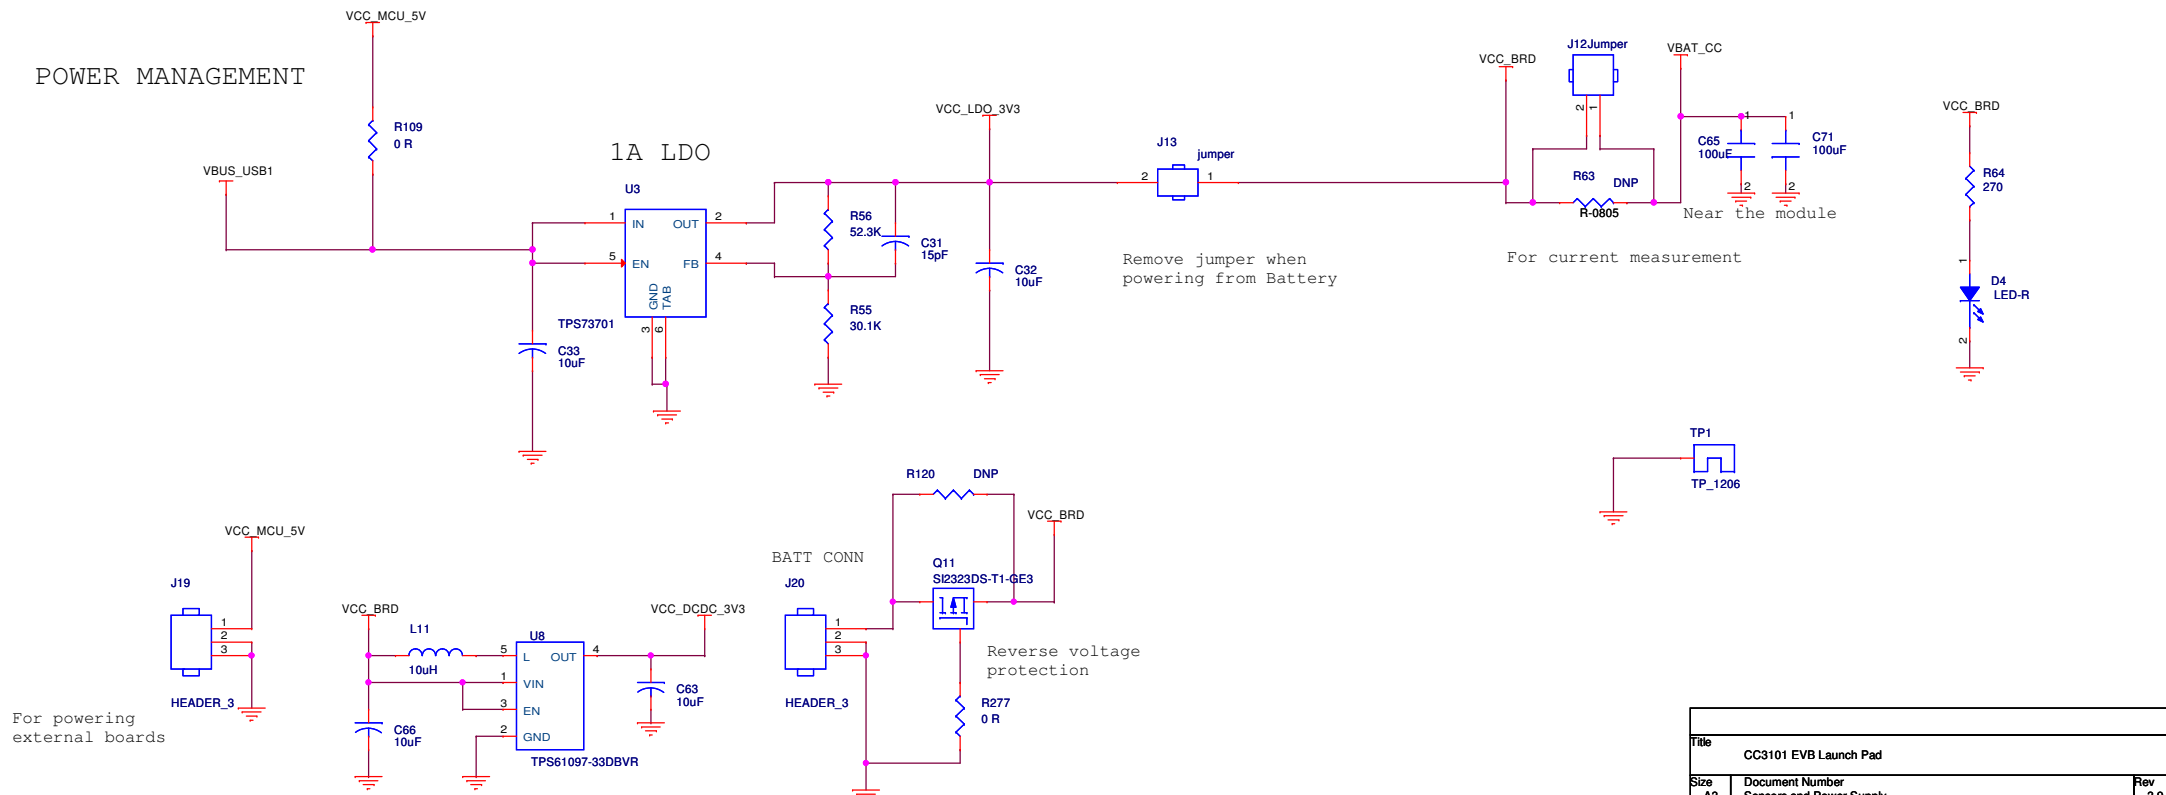 POWER MANAGEMENT
VCC_MCU_5V
R109
0 R
VBUS_USB1
1A LDO
U3
1
IN
OUT
2
5
EN
FB
4
GND
TAB
3
6
TPS73701
C33
10uF
R56
52.3K
C31
15pF
R55
30.1K
VCC_LDO_3V3
C32
10uF
J13
jumper
2
1
Remove jumper when
powering from Battery
VCC_BRD
J12Jumper
2
1
R63
DNP
R-0805
For current measurement
VBAT_CC
1
1
C65
100uF
C71
100uF
2
2
Near the module
VCC_BRD
R64
270
1
D4
LED-R
2
TP1
TP_1206
VCC_MCU_5V
J19
1
2
3
HEADER_3
For powering
external boards
VCC_BRD
L11
10uH
U8
5
L
OUT
4
1
VIN
3
EN
2
GND
TPS61097-33DBVR
C66
10uF
VCC_DCDC_3V3
C63
10uF
BATT CONN
J20
1
2
3
HEADER_3
R120
DNP
Q11
SI2323DS-T1-GE3
VCC_BRD
Reverse voltage
protection
R277
0 R
Title
CC3101 EVB Launch Pad
Size
Document Number
Rev
Sensors and Power Supply